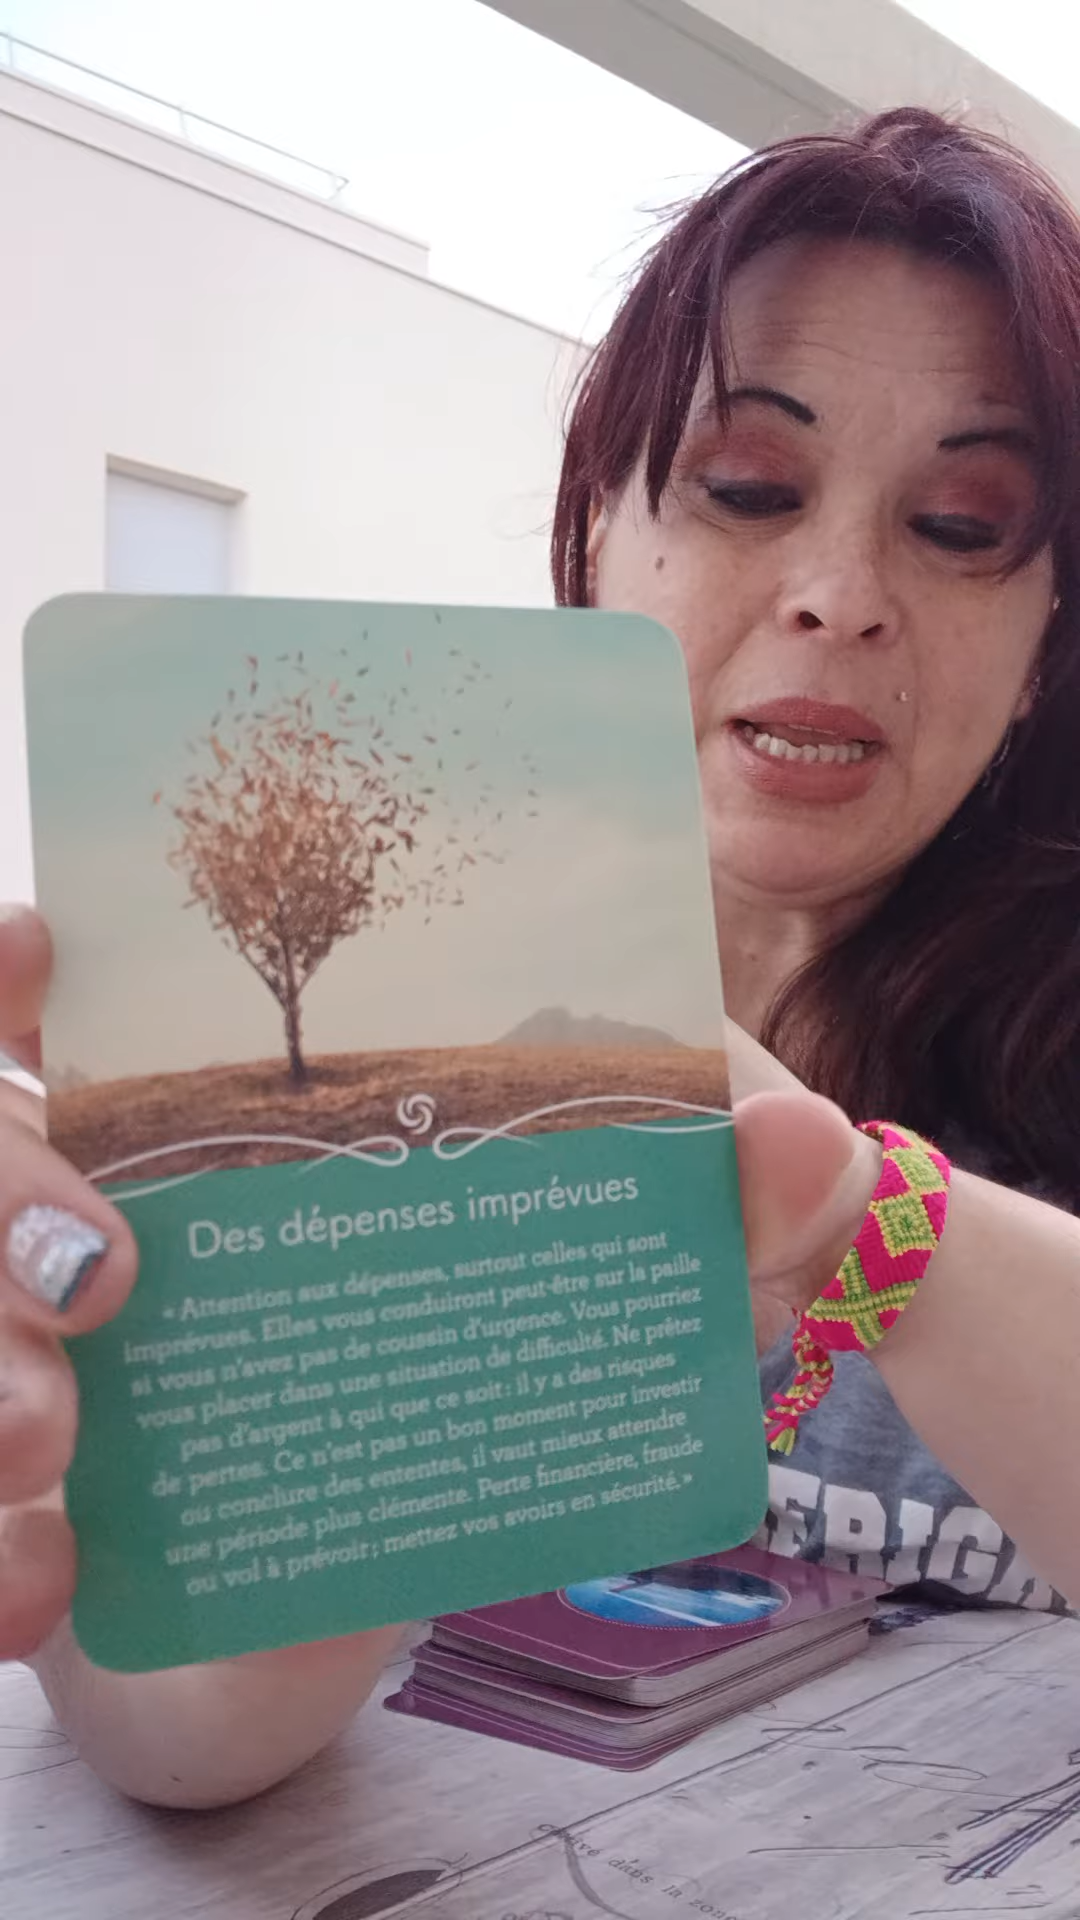 Des dépenses imprévues
« Attention aux dépenses, surtout celles qui sont
imprévues. Elles vous conduiront peut-être sur la paille
si vous n'avez pas de coussin d'urgence. Vous pourriez
vous placer dans une situation de difficulté. Ne prêtez
pas d'argent à qui que ce soit : il y a des risques
de pertes. Ce n'est pas un bon moment pour investir
ou conclure des ententes, il vaut mieux attendre
une période plus clémente. Perte financière, fraude
ou vol à prévoir ; mettez vos avoirs en sécurité. »
dans la